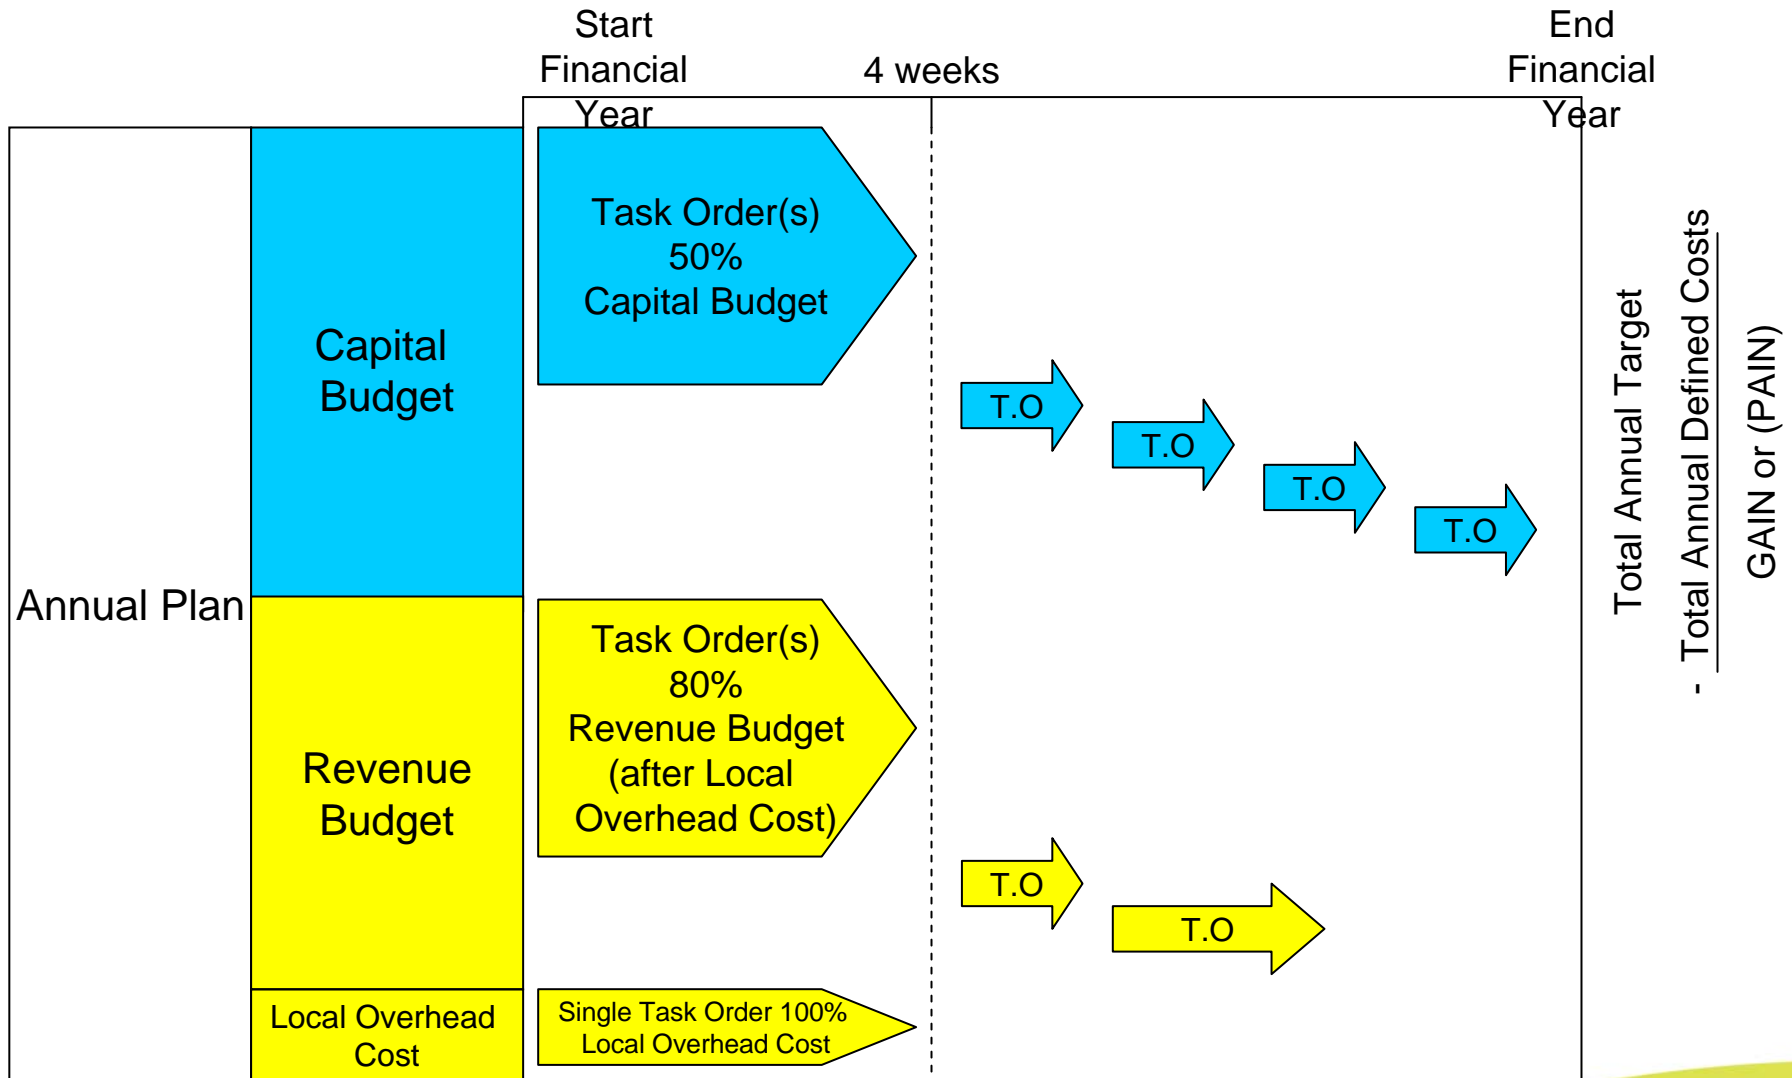 Start
Financial
Year
4 weeks
End
Financial
Year
Annual Plan
Capital
Budget
Task Order(s)
50%
Capital Budget
T.O
T.O
T.O
T.O
Revenue
Budget
Task Order(s)
80%
Revenue Budget
(after Local
Overhead Cost)
T.O
T.O
Local Overhead
Cost
Single Task Order 100%
Local Overhead Cost
Total Annual Target
- Total Annual Defined Costs
GAIN or (PAIN)